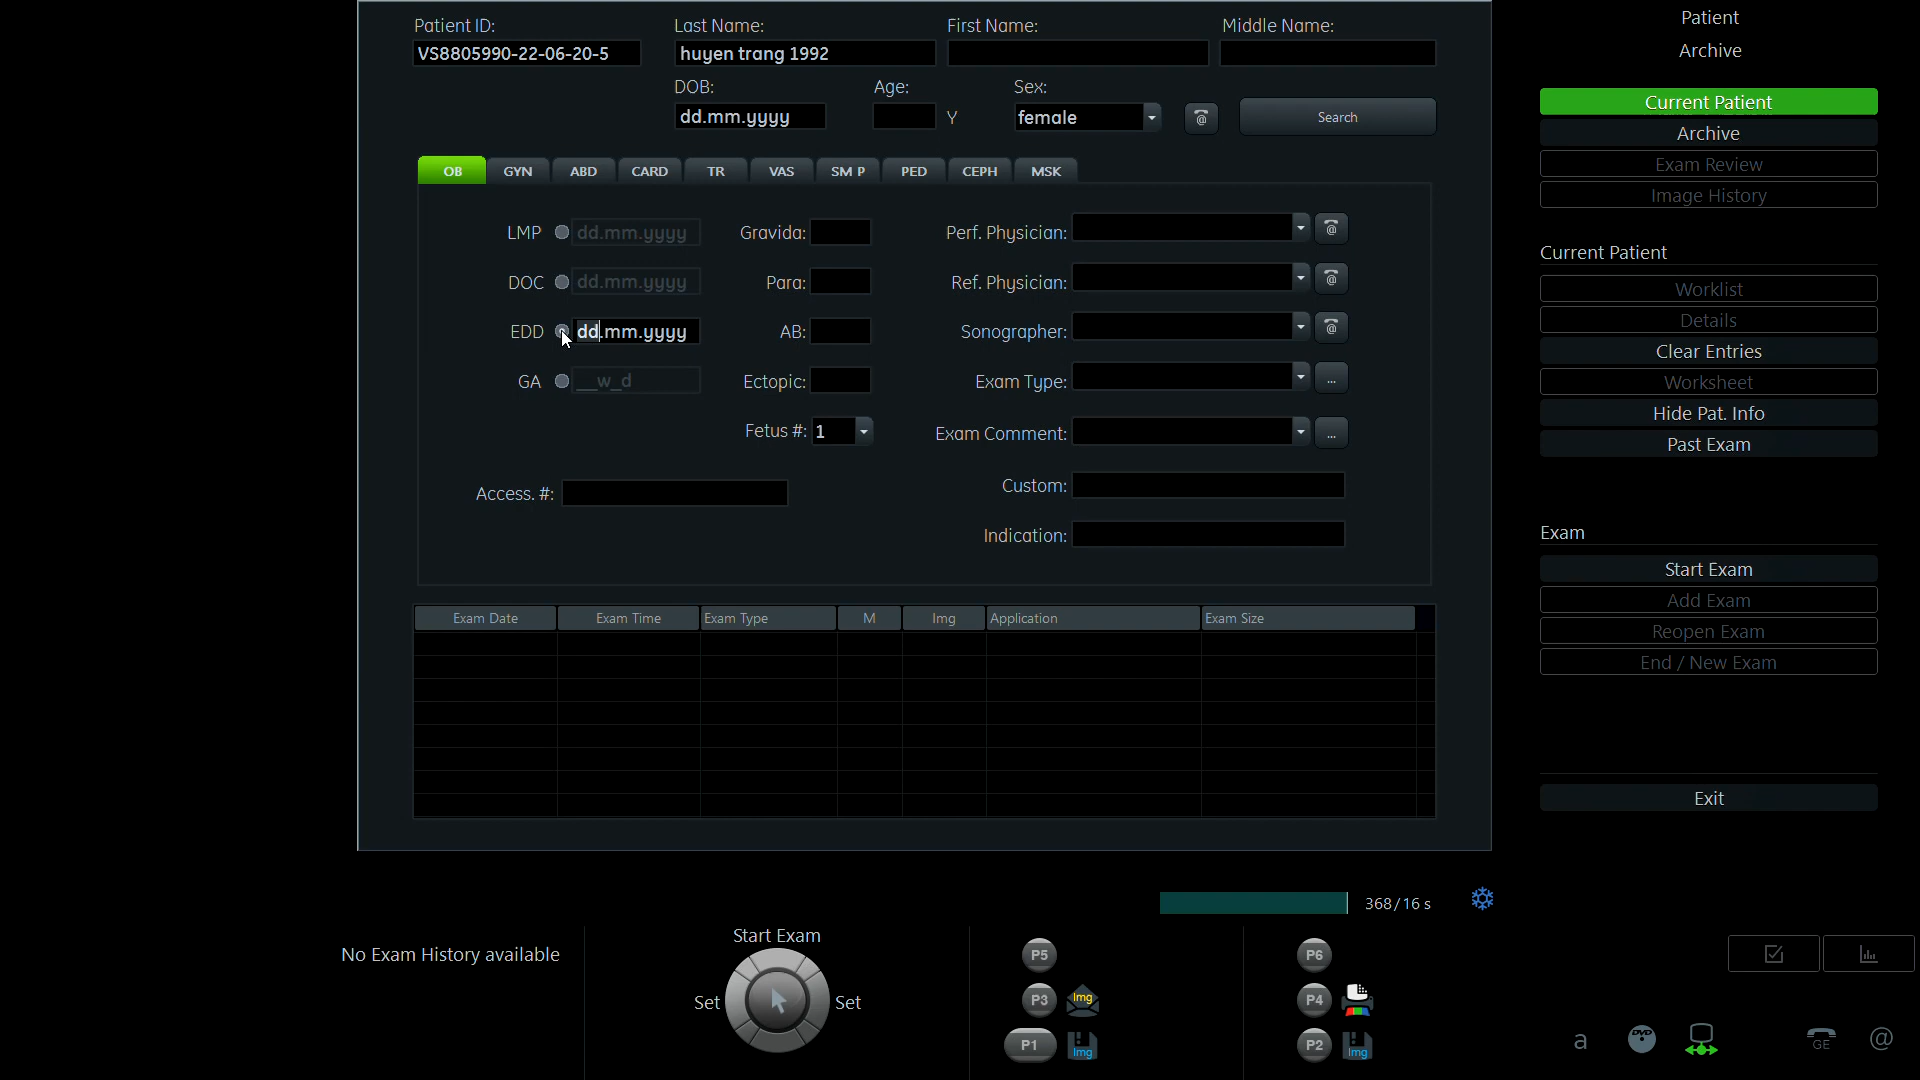 Patient ID: Last Name: First Name: Middle Name:
VS8805990-22-06-20-5 huyen trang 1992
DOB: Age: Sex:
dd.mm.yyyy Y female @ Search
OB GYN ABD CARD TR VAS SM P PED CEPH MSK
LMP dd.mm.yyyy Gravida: Perf. Physician: @
DOC dd.mm.yyyy Para: Ref. Physician: @
EDD dd.mm.yyyy AB: Sonographer: @
GA __w_d Ectopic: Exam Type: ...
Fetus #: 1 Exam Comment: ...
Access. #: Custom:
Indication:
Exam Date Exam Time Exam Type M Img Application Exam Size
368/16 s
No Exam History available
Start Exam
Set Set
P5 P6
P3 Img P4
P1 Img P2 Img
Patient
Archive
Current Patient
Archive
Exam Review
Image History
Current Patient
Worklist
Details
Clear Entries
Worksheet
Hide Pat. Info
Past Exam
Exam
Start Exam
Add Exam
Reopen Exam
End / New Exam
Exit
a DVD GE @